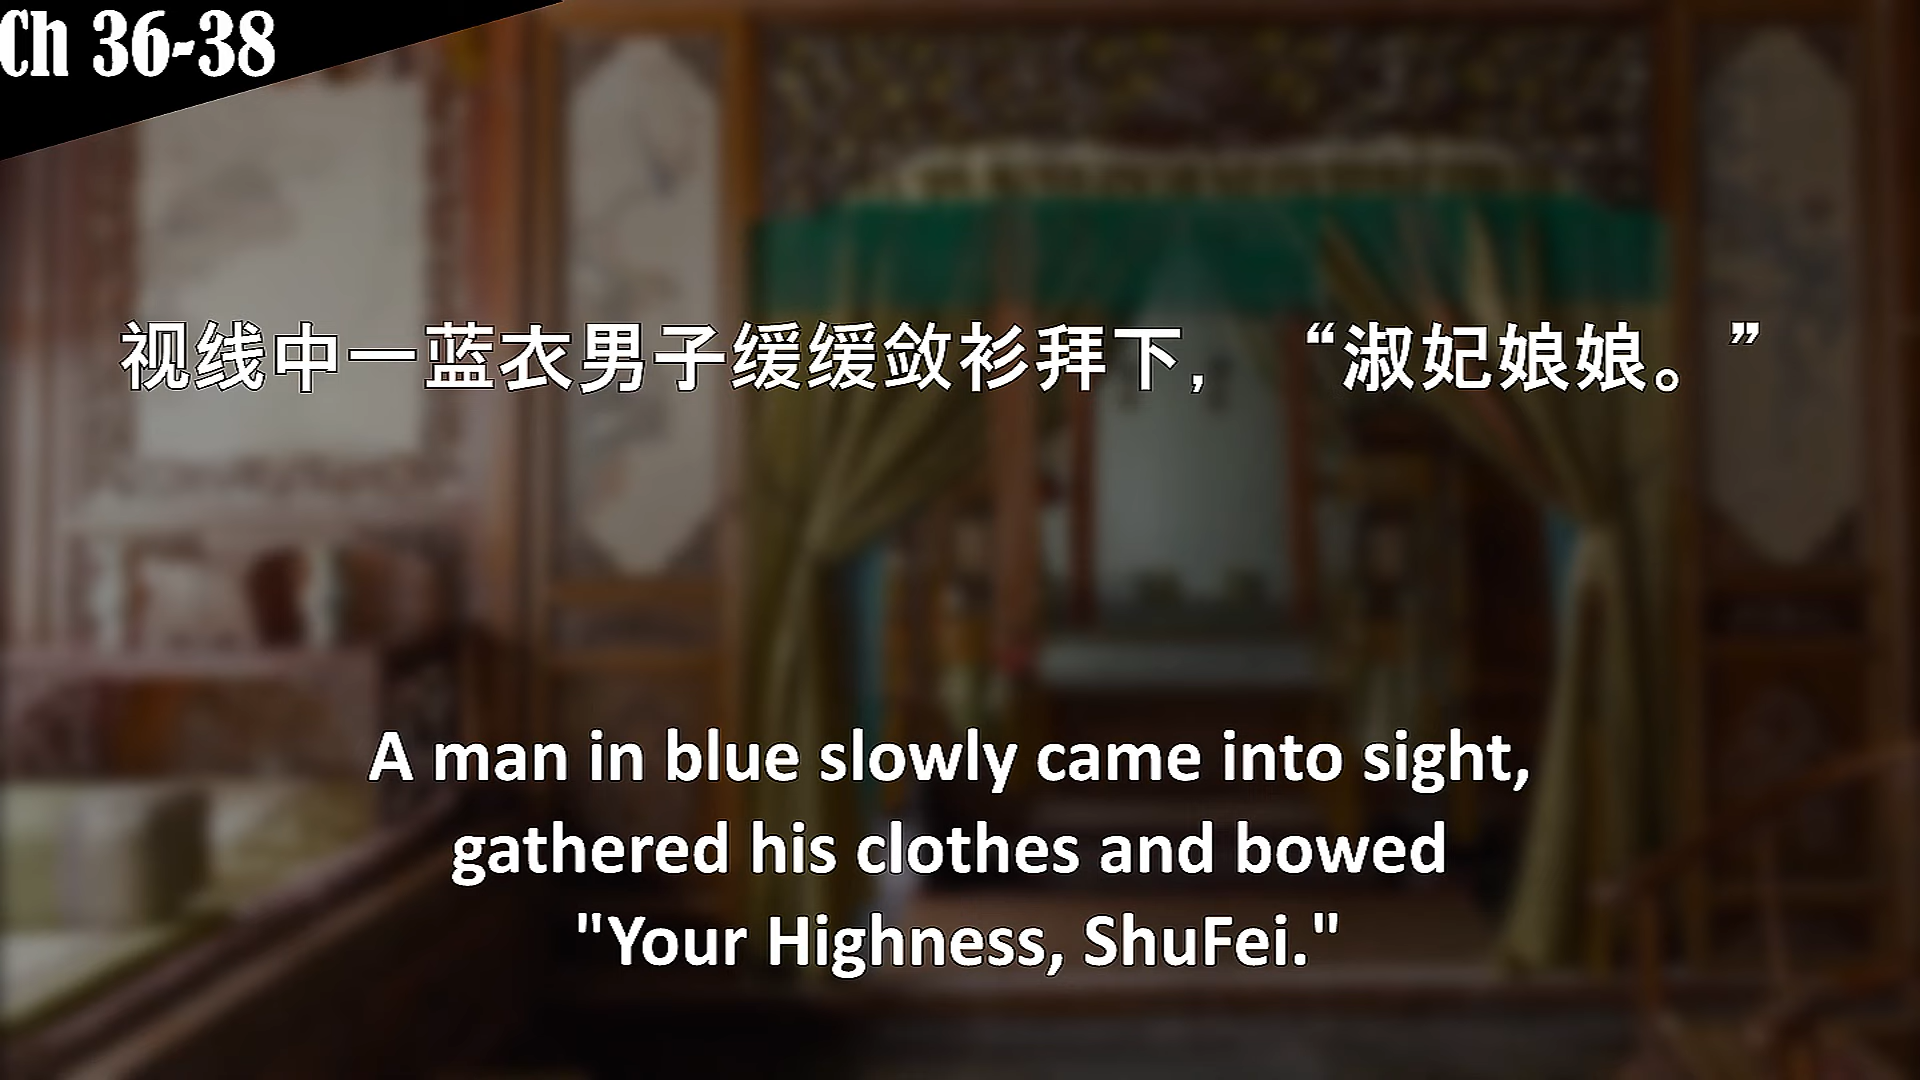 Ch 36-38
视线中一蓝衣男子缓缓敛衫拜下，“淑妃娘娘。”
A man in blue slowly came into sight,
gathered his clothes and bowed
"Your Highness, ShuFei."